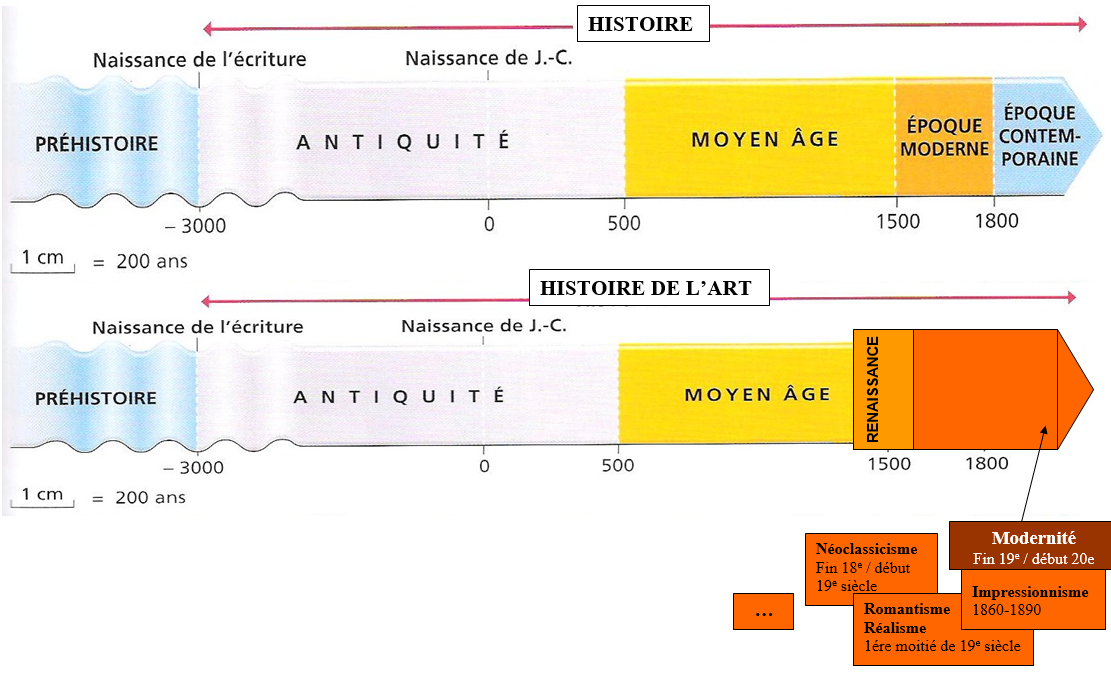 HISTOIRE
Naissance de l'écriture
Naissance de J.-C.
PRÉHISTOIRE
ANTIQUITÉ
MOYEN ÂGE
ÉPOQUE
MODERNE
ÉPOQUE
CONTEM-
PORAINE
– 3000
0
500
1500
1800
1 cm = 200 ans
HISTOIRE DE L'ART
Naissance de l'écriture
Naissance de J.-C.
PRÉHISTOIRE
ANTIQUITÉ
MOYEN ÂGE
RENAISSANCE
– 3000
0
500
1500
1800
1 cm = 200 ans
Modernité
Fin 19e / début 20e
Néoclassicisme
Fin 18e / début
19e siècle
Impressionnisme
1860-1890
...
Romantisme
Réalisme
1ére moitié de 19e siècle